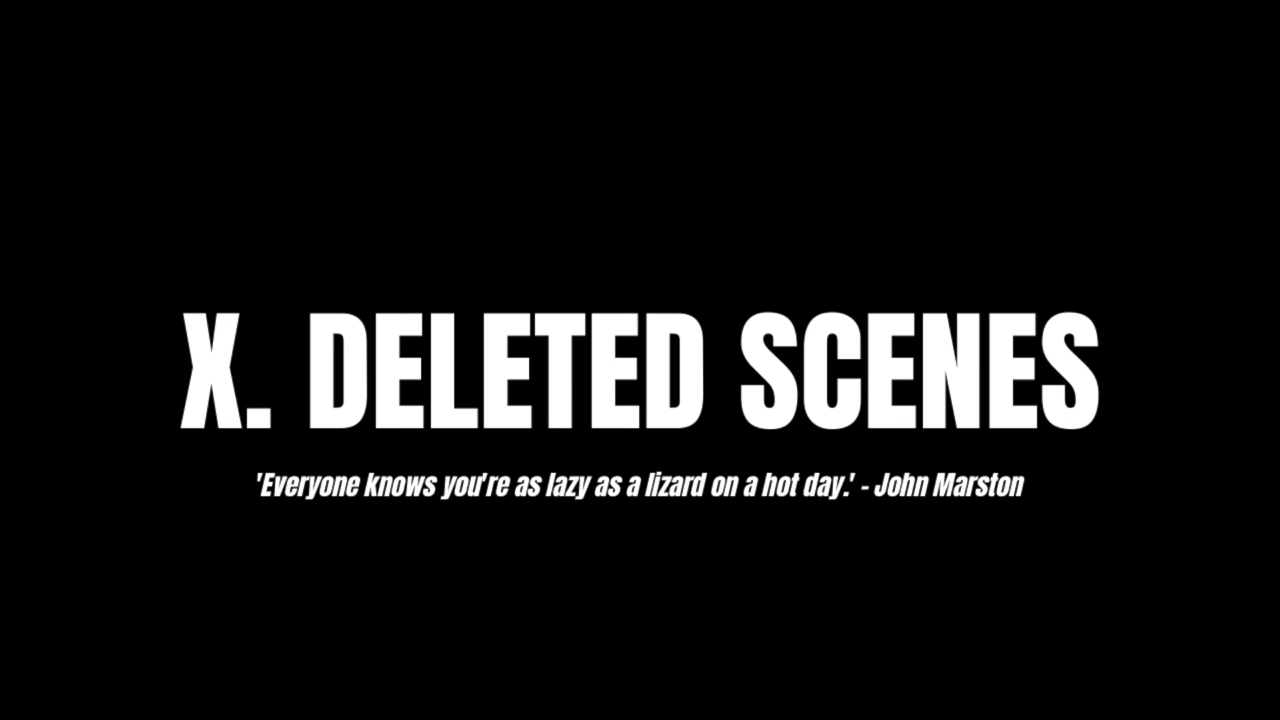 X. DELETED SCENES
'Everyone knows you're as lazy as a lizard on a hot day.' - John Marston